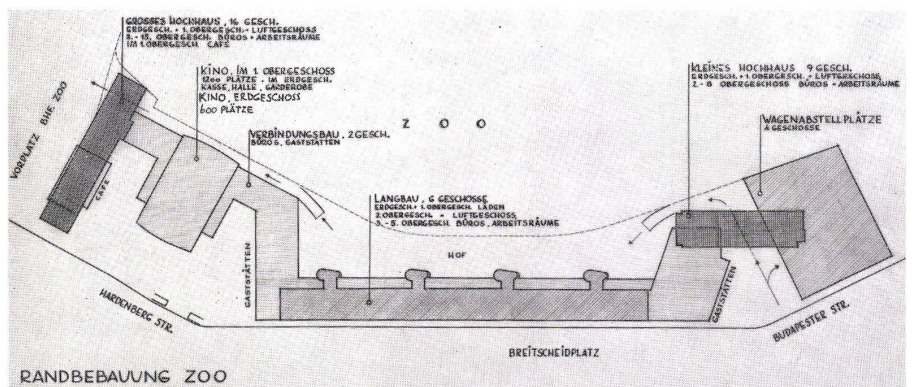 GROSSES HOCHHAUS, 16 GESCH.
ERDGESCH. + 1. OBERGESCH. = LUFTGESCHOSS
2. - 15. OBERGESCH. BÜROS + ARBEITSRÄUME
IM 1. OBERGESCH. CAFE
KINO, IM 1. OBERGESCHOSS
1200 PLÄTZE + IM ERDGESCH.
KASSE, HALLE, GARDEROBE
KINO, ERDGESCHOSS
600 PLÄTZE
VERBINDUNGSBAU, 2 GESCH.
BÜROS, GASTSTÄTTEN
ZOO
KLEINES HOCHHAUS 9 GESCH.
ERDGESCH. + 1. OBERGESCH. = LUFTGESCHOSS
2. - 8. OBERGESCHOSS BÜROS + ARBEITSRÄUME
WAGENABSTELLPLÄTZE
4 GESCHOSSE
VORPLATZ BHF. ZOO
CAFE
LANGBAU, 6 GESCHOSSE
ERDGESCH. + 1. OBERGESCH. LÄDEN
2. OBERGESCH. = LUFTGESCHOSS
3. - 5. OBERGESCH. BÜROS, ARBEITSRÄUME
HOF
GASTSTÄTTEN
GASTSTÄTTEN
HARDENBERG STR.
BUDAPESTER STR.
BREITSCHEIDPLATZ
RANDBEBAUUNG ZOO